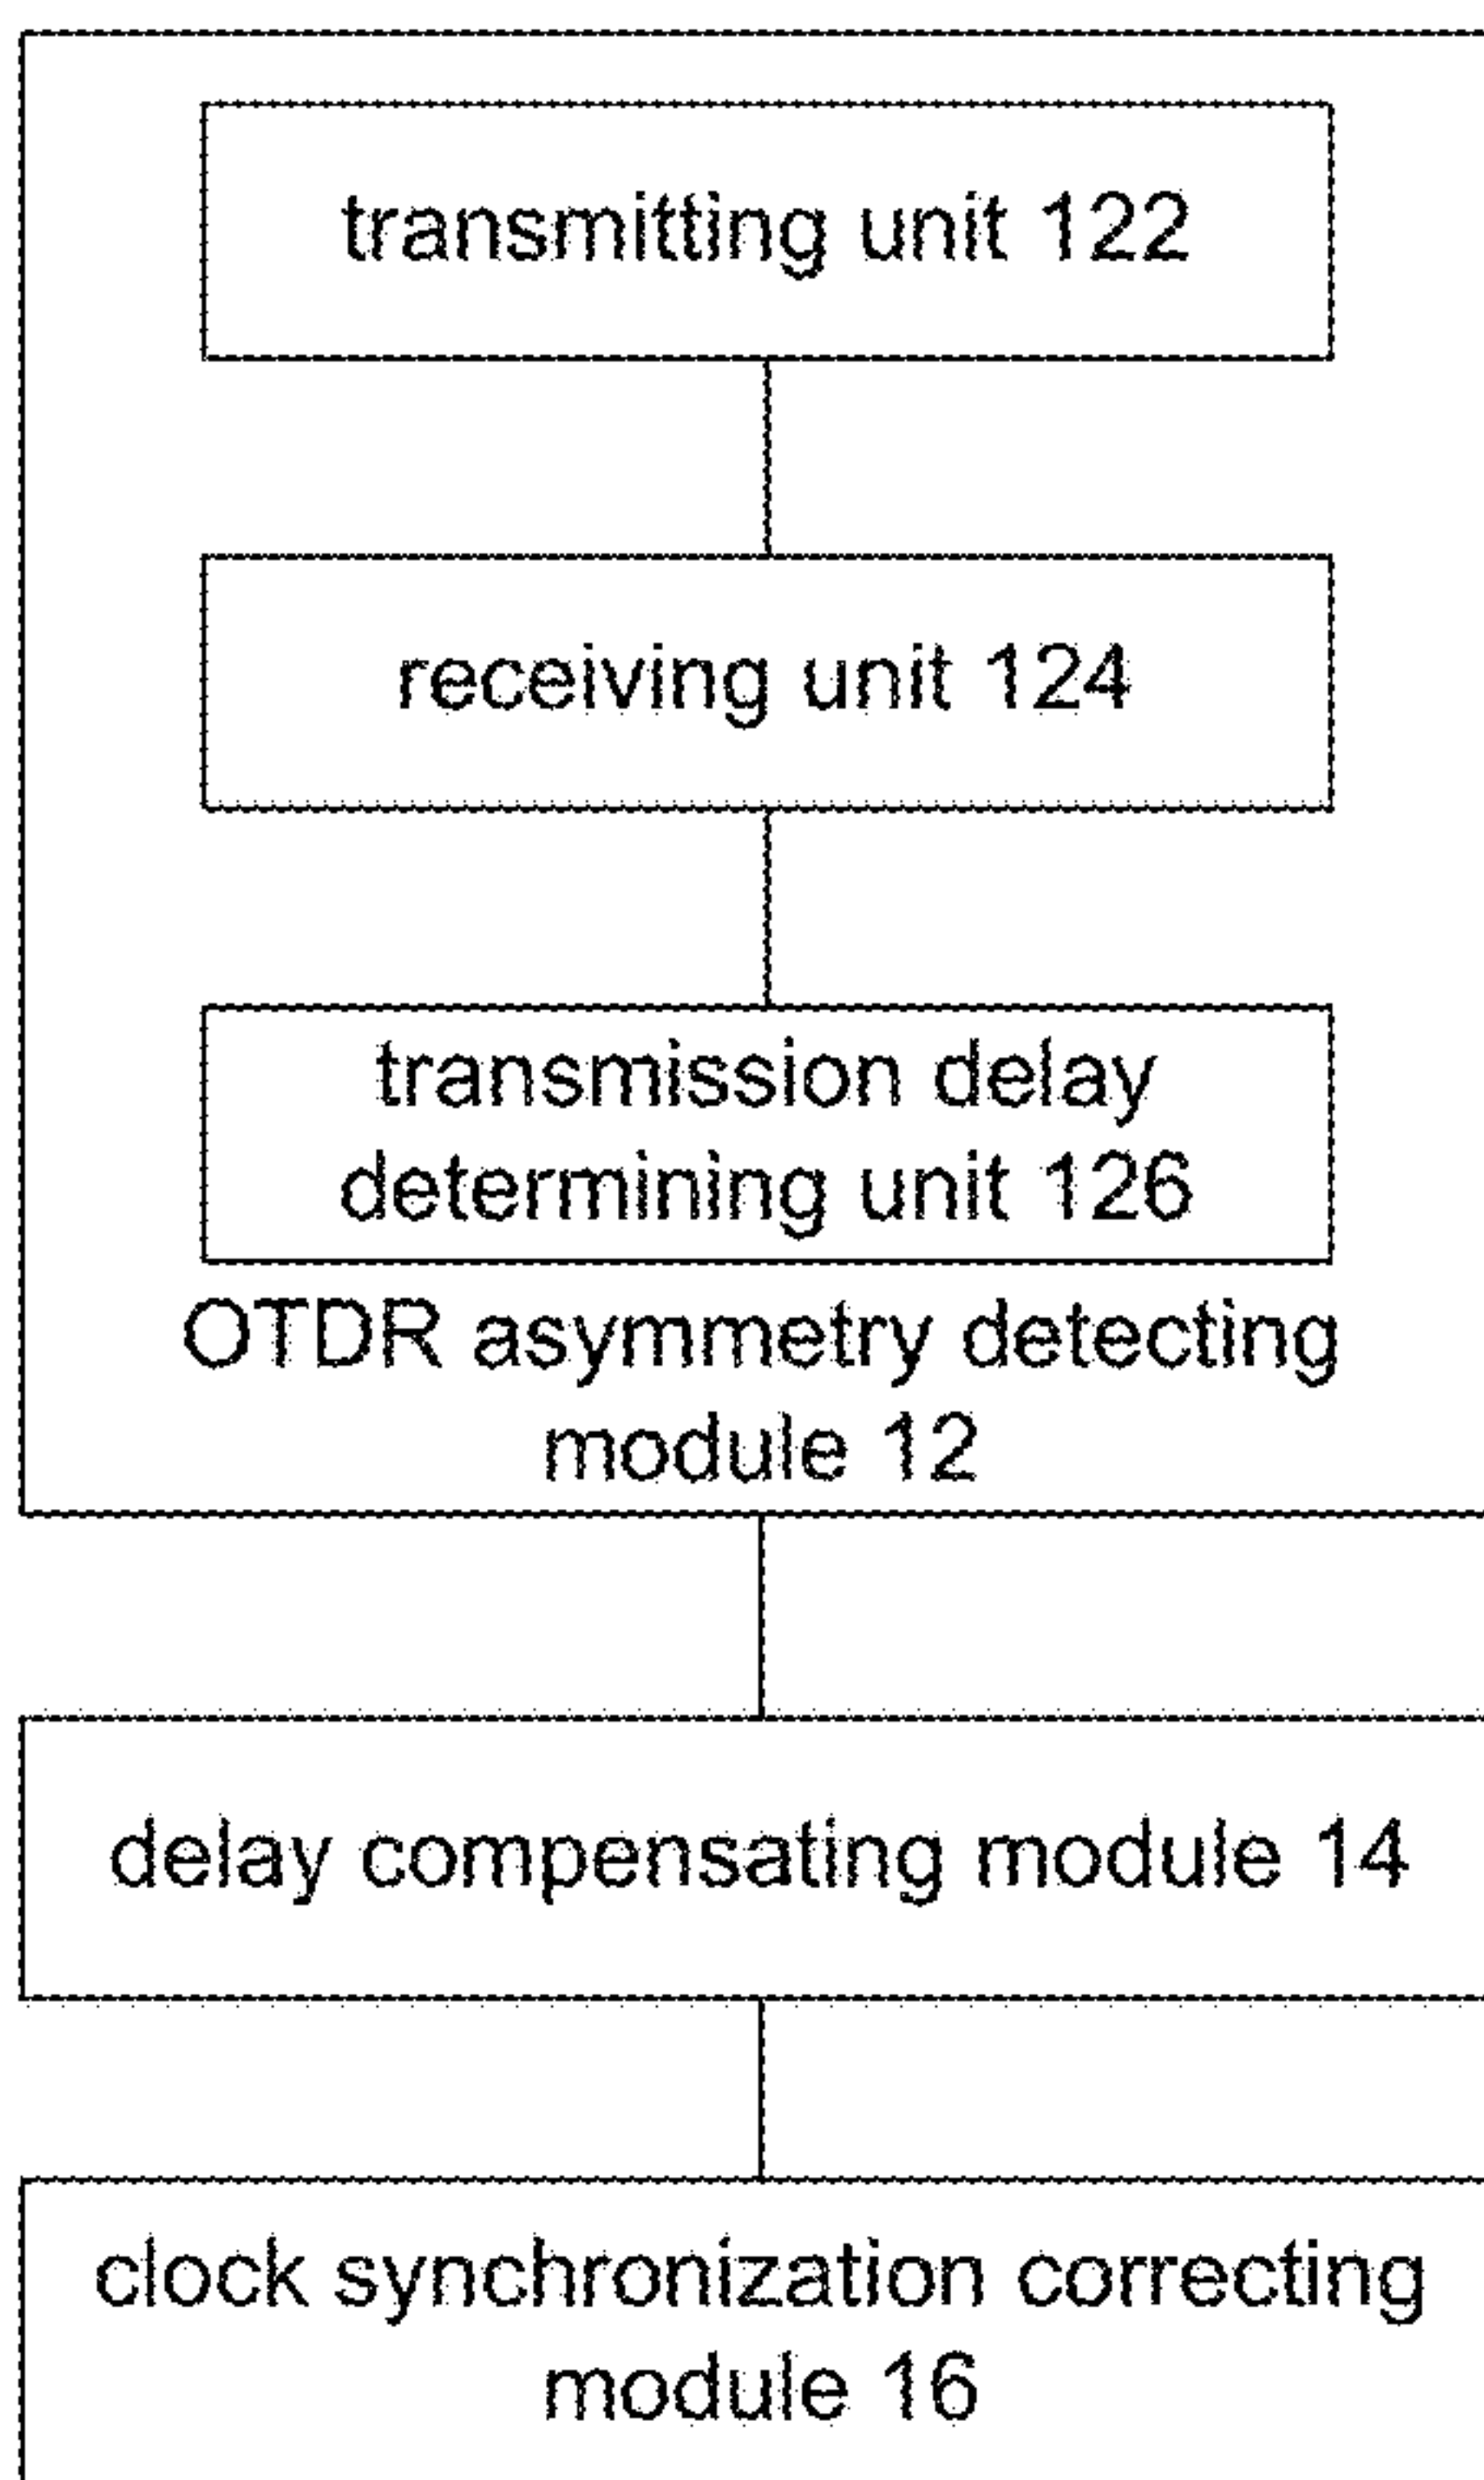 transmitting unit 122
receiving unit 124
transmission delay
determining unit 126
OTDR asymmetry detecting
module 12
delay compensating module 14
clock synchronization correcting
module 16